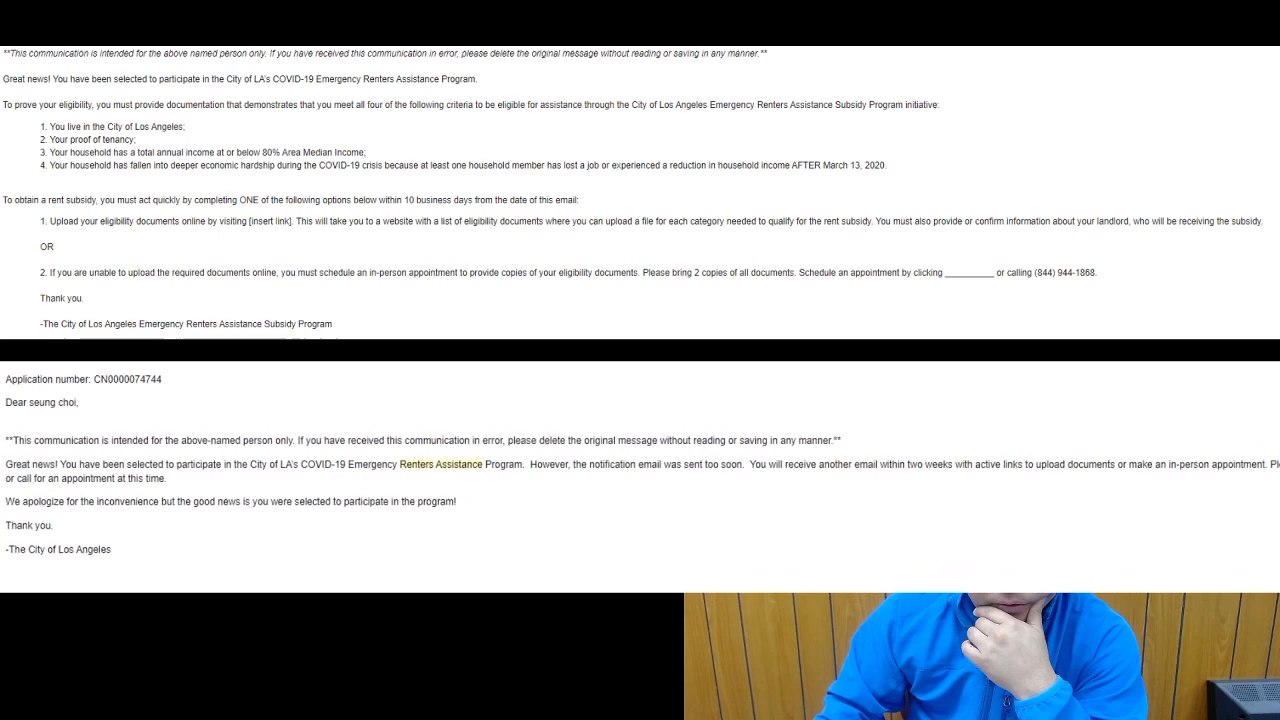 **This communication is intended for the above named person only. If you have received this communication in error, please delete the original message without reading or saving in any manner.**
Great news! You have been selected to participate in the City of LA's COVID-19 Emergency Renters Assistance Program.
To prove your eligibility, you must provide documentation that demonstrates that you meet all four of the following criteria to be eligible for assistance through the City of Los Angeles Emergency Renters Assistance Subsidy Program initiative:
1. You live in the City of Los Angeles;
2. Your proof of tenancy;
3. Your household has a total annual income at or below 80% Area Median Income;
4. Your household has fallen into deeper economic hardship during the COVID-19 crisis because at least one household member has lost a job or experienced a reduction in household income AFTER March 13, 2020.
To obtain a rent subsidy, you must act quickly by completing ONE of the following options below within 10 business days from the date of this email:
1. Upload your eligibility documents online by visiting [insert link]. This will take you to a website with a list of eligibility documents where you can upload a file for each category needed to qualify for the rent subsidy. You must also provide or confirm information about your landlord, who will be receiving the subsidy.
OR
2. If you are unable to upload the required documents online, you must schedule an in-person appointment to provide copies of your eligibility documents. Please bring 2 copies of all documents. Schedule an appointment by clicking __________ or calling (844) 944-1868.
Thank you.
-The City of Los Angeles Emergency Renters Assistance Subsidy Program
Application number: CN0000074744
Dear seung choi,
**This communication is intended for the above-named person only. If you have received this communication in error, please delete the original message without reading or saving in any manner.**
Great news! You have been selected to participate in the City of LA's COVID-19 Emergency Renters Assistance Program. However, the notification email was sent too soon. You will receive another email within two weeks with active links to upload documents or make an in-person appointment.
or call for an appointment at this time.
We apologize for the inconvenience but the good news is you were selected to participate in the program!
Thank you.
-The City of Los Angeles